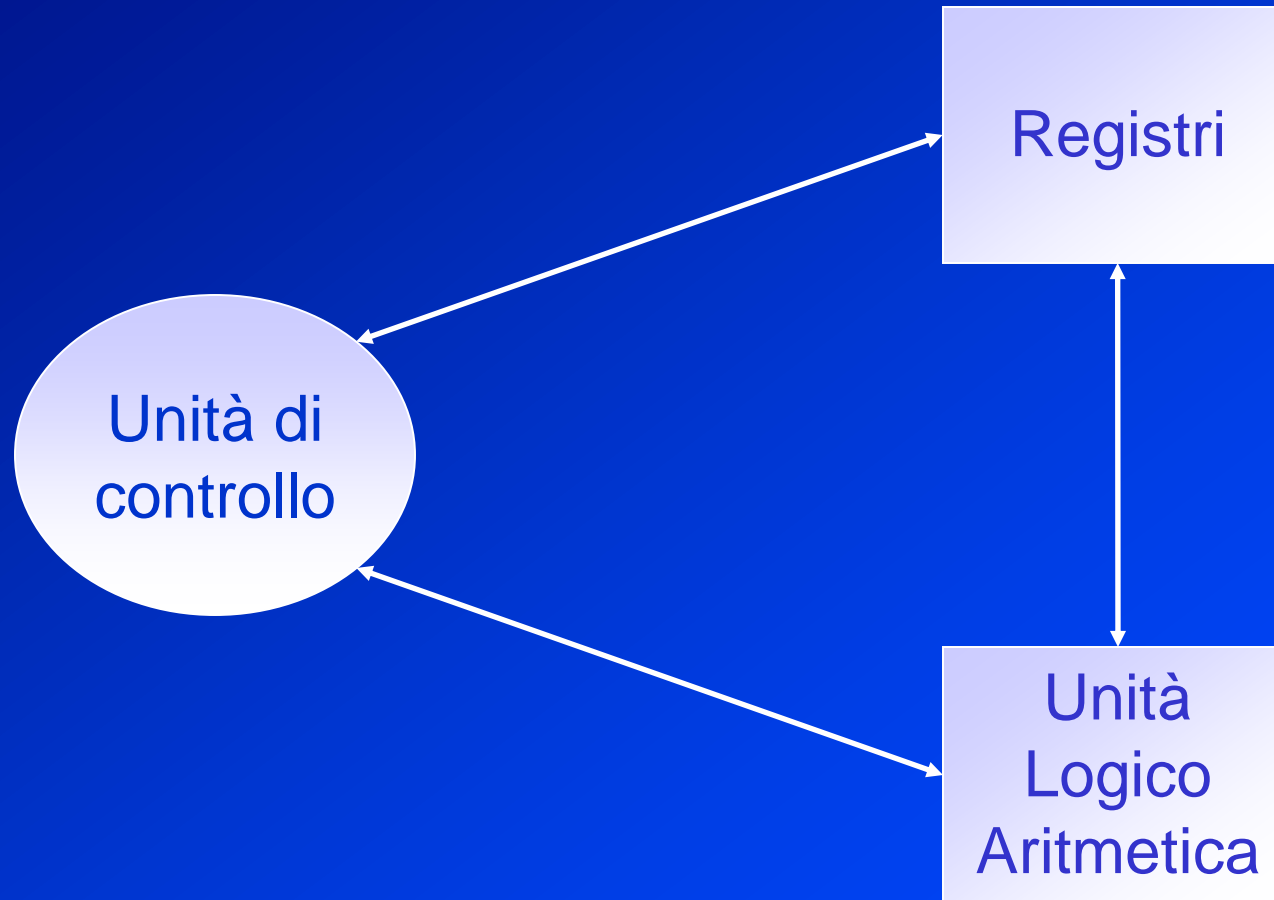 Registri
Unità di
controllo
Unità
Logico
Aritmetica